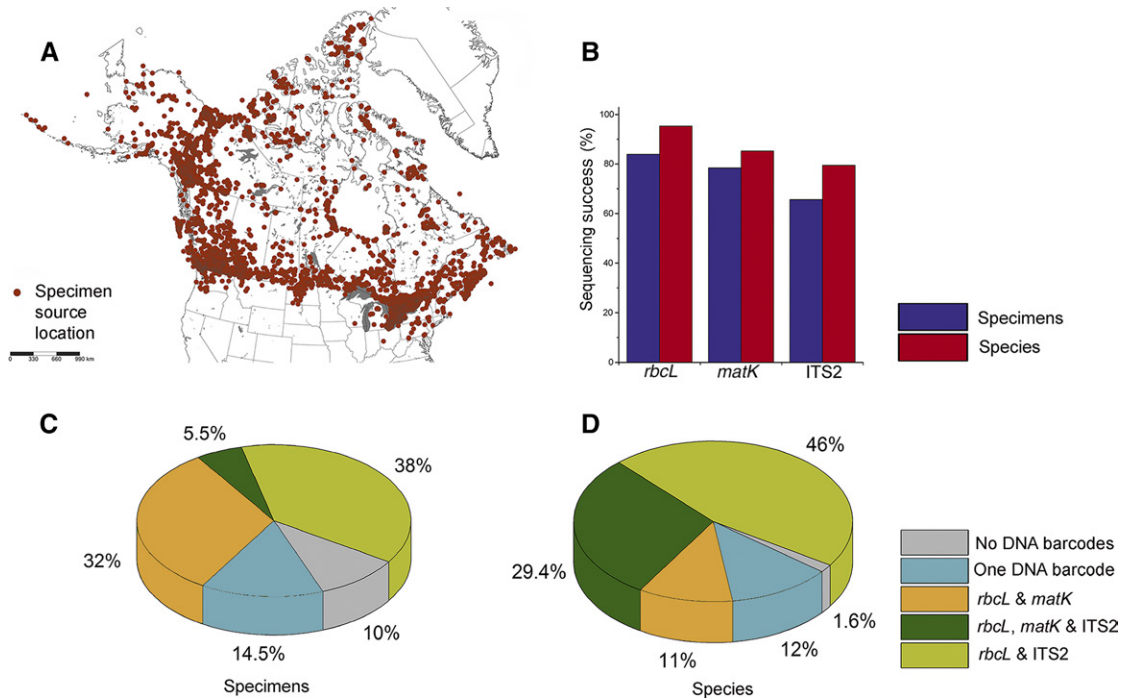 A
Specimen
source
location
0 330 660 990 km
B
Sequencing success (%)
100
80
60
40
20
0
rbcL matK ITS2
Specimens
Species
C
5.5%
38%
32%
14.5%
10%
Specimens
D
46%
29.4%
11%
12%
1.6%
Species
No DNA barcodes
One DNA barcode
rbcL & matK
rbcL, matK & ITS2
rbcL & ITS2